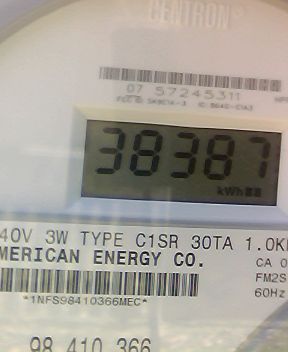 CENTRON®
07 57245311
38387
kWh
40V 3W TYPE C1SR 30TA 1.0K
MERICAN ENERGY CO.
CA 0
FM2S
60Hz
*1NFS98410366MEC*
98 410 366